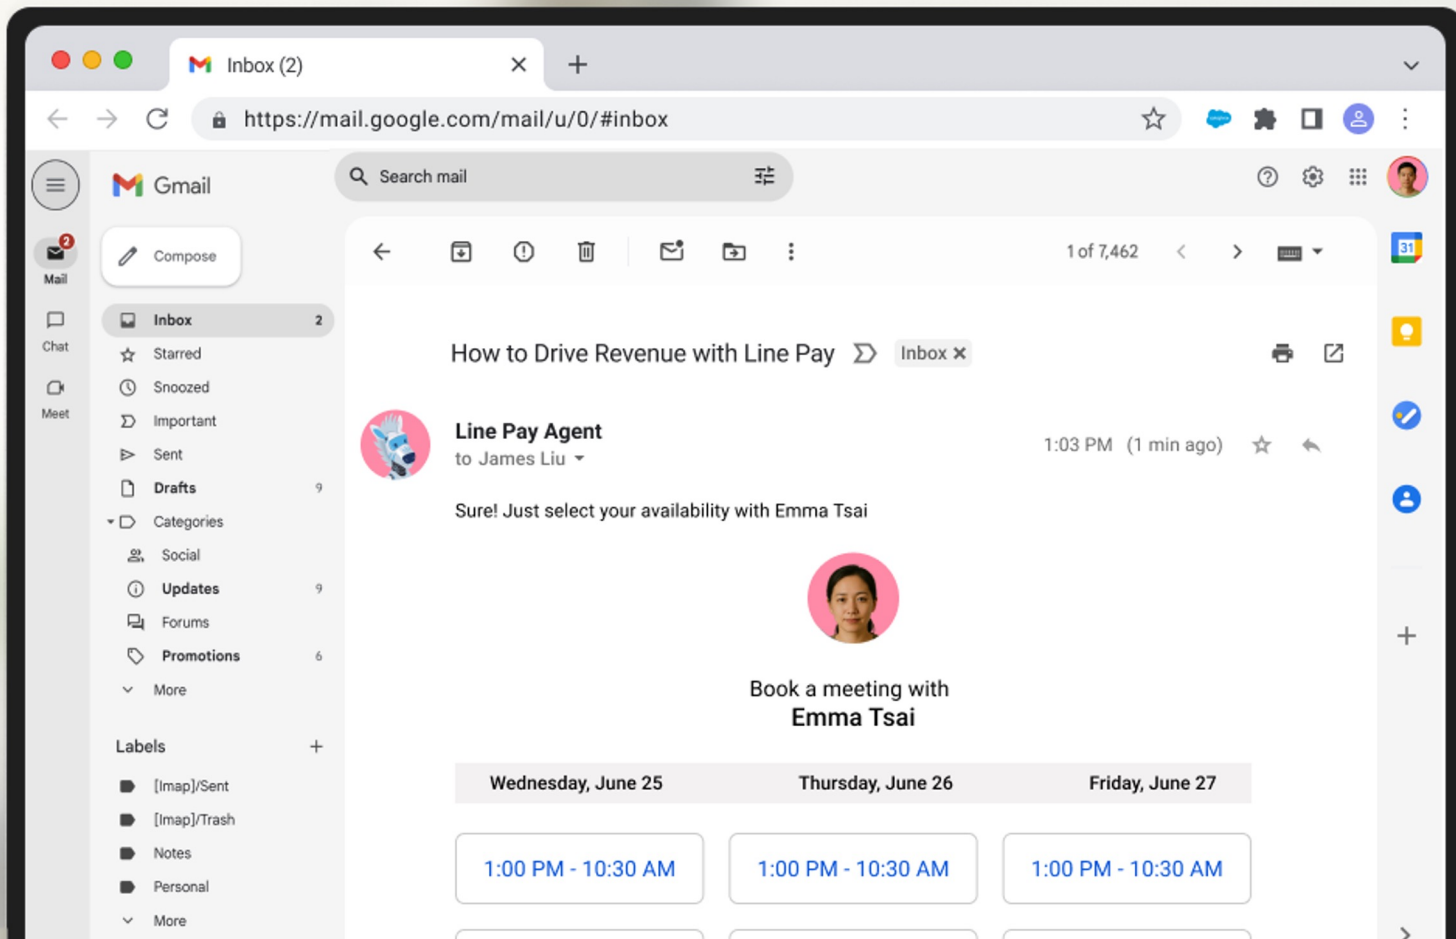 Inbox (2)
https://mail.google.com/mail/u/0/#inbox
Gmail
Search mail
2
Mail
Chat
Meet
Compose
Inbox 2
Starred
Snoozed
Important
Sent
Drafts 9
Categories
Social
Updates 9
Forums
Promotions 6
More
Labels
[Imap]/Sent
[Imap]/Trash
Notes
Personal
More
1 of 7,462
31
How to Drive Revenue with Line Pay
Inbox
Line Pay Agent
to James Liu
1:03 PM (1 min ago)
Sure! Just select your availability with Emma Tsai
Book a meeting with
Emma Tsai
Wednesday, June 25 Thursday, June 26 Friday, June 27
1:00 PM - 10:30 AM 1:00 PM - 10:30 AM 1:00 PM - 10:30 AM